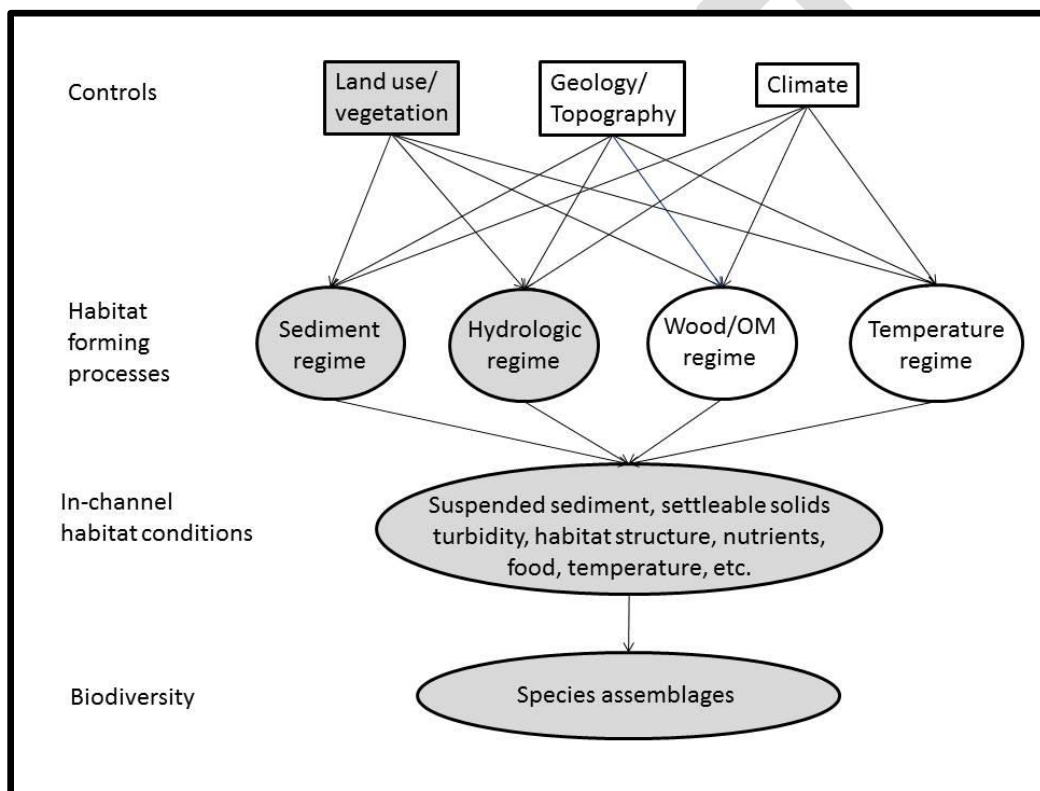 Controls
Land use/
vegetation
Geology/
Topography
Climate
Habitat
forming
processes
Sediment
regime
Hydrologic
regime
Wood/OM
regime
Temperature
regime
In-channel
habitat conditions
Suspended sediment, settleable solids
turbidity, habitat structure, nutrients,
food, temperature, etc.
Biodiversity
Species assemblages